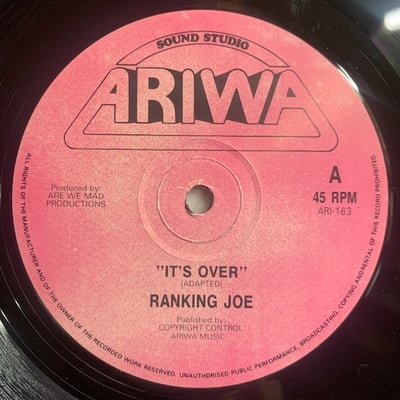 SOUND STUDIO
ARIWA
Produced by:
ARE WE MAD
PRODUCTIONS
A
45 RPM
ARI-163
"IT'S OVER"
(ADAPTED)
RANKING JOE
Published by:
COPYRIGHT CONTROL
ARIWA MUSIC
ALL RIGHTS OF THE MANUFACTURER AND OF THE OWNER OF THE RECORDED WORK RESERVED. UNAUTHORISED PUBLIC PERFORMANCE, BROADCASTING, COPYING AND RENTAL OF THIS RECORD PROHIBITED.